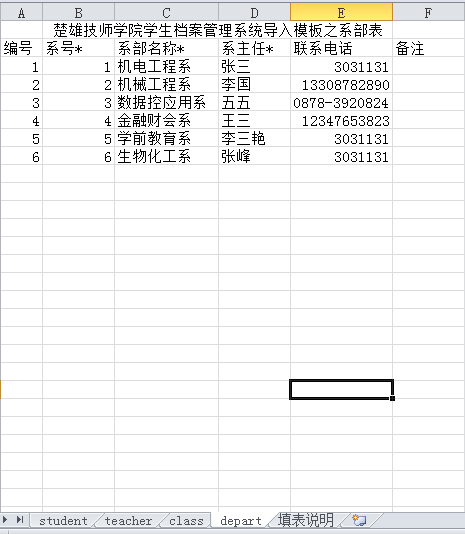 A B C D E F
楚雄技师学院学生档案管理系统导入模板之系部表
编号 系号* 系部名称* 系主任* 联系电话 备注
1 1 机电工程系 张三 3031131
2 2 机械工程系 李国 13308782890
3 3 数据控应用系 五五 0878-3920824
4 4 金融财会系 王三 12347653823
5 5 学前教育系 李三艳 3031131
6 6 生物化工系 张峰 3031131
student teacher class depart 填表说明